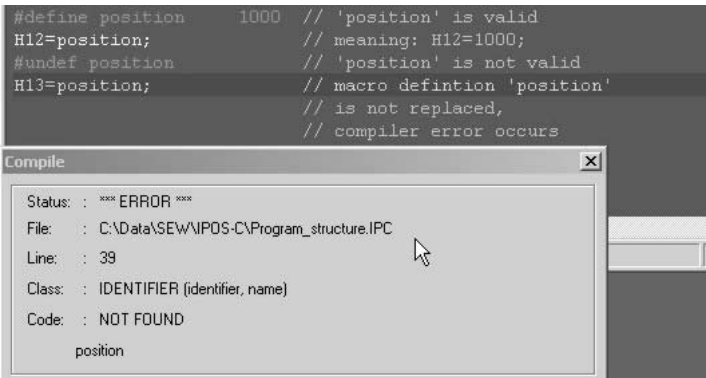 #define position 1000 // 'position' is valid
H12=position; // meaning: H12=1000;
#undef position // 'position' is not valid
H13=position; // macro defintion 'position'
// is not replaced,
// compiler error occurs
Compile
Status: : *** ERROR ***
File: : C:\Data\SEW\IPOS-C\Program_structure.IPC
Line: : 39
Class: : IDENTIFIER (identifier, name)
Code: : NOT FOUND
position